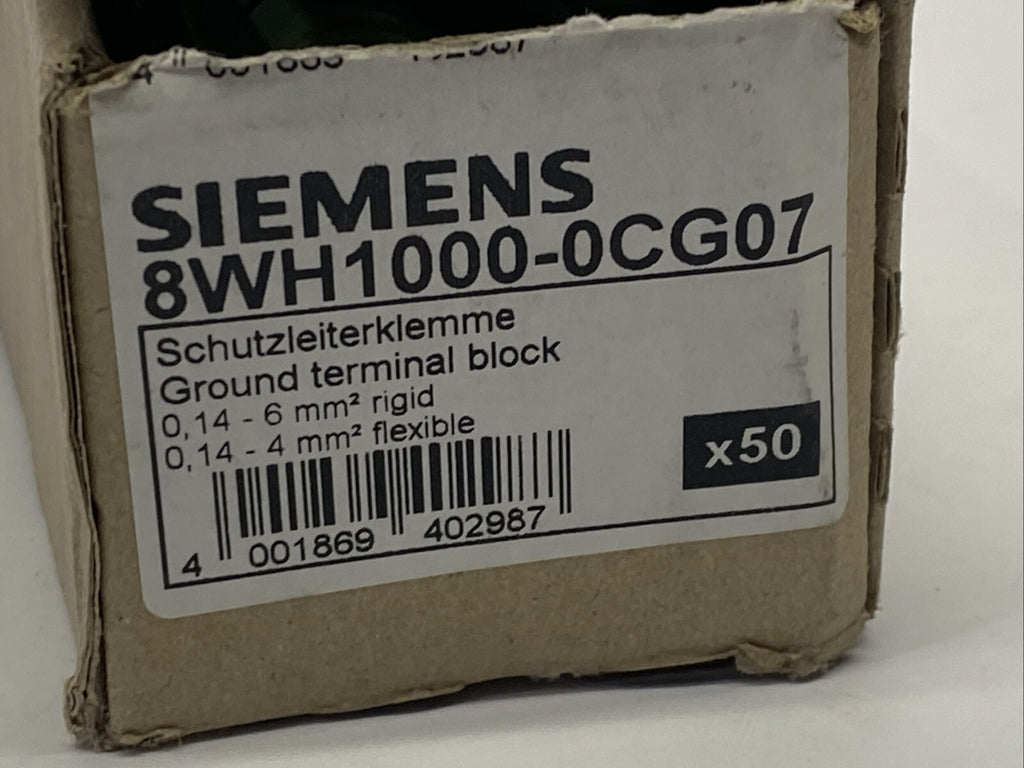 SIEMENS
8WH1000-0CG07
Schutzleiterklemme
Ground terminal block
0,14 - 6 mm² rigid
0,14 - 4 mm² flexible
x50
4 001869 402987